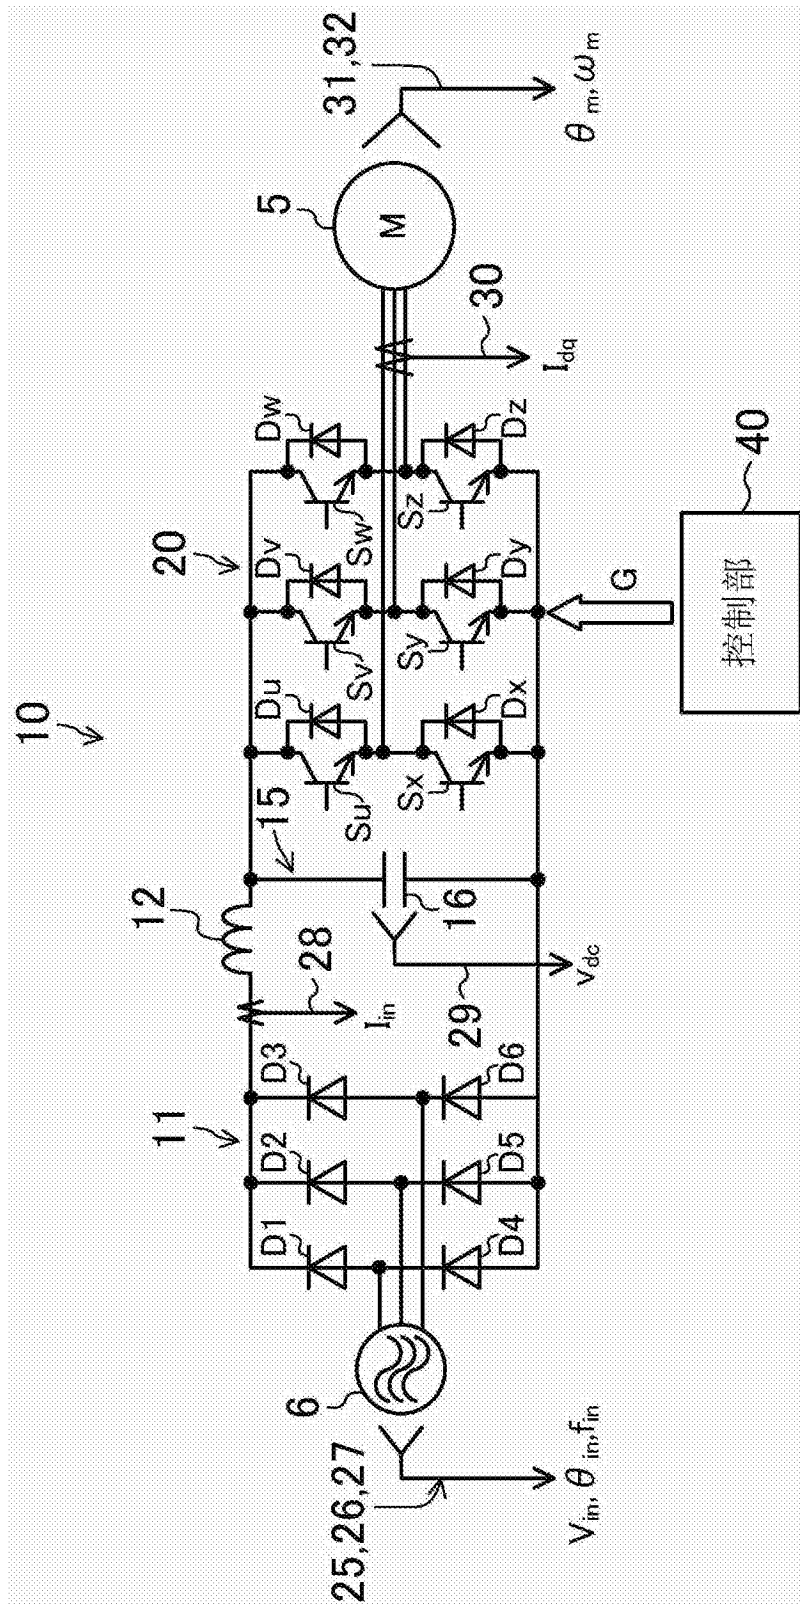 10
11
12
15
20
5
31,32
θm,ωm
D1
D2
D3
28
Iin
Du
Dv
Dw
Su
Sv
Sw
30
Idq
6
D4
D5
D6
16
29
vdc
Sx
Sy
Sz
Dx
Dy
Dz
M
25,26,27
Vin,θin,fin
G
40
控制部